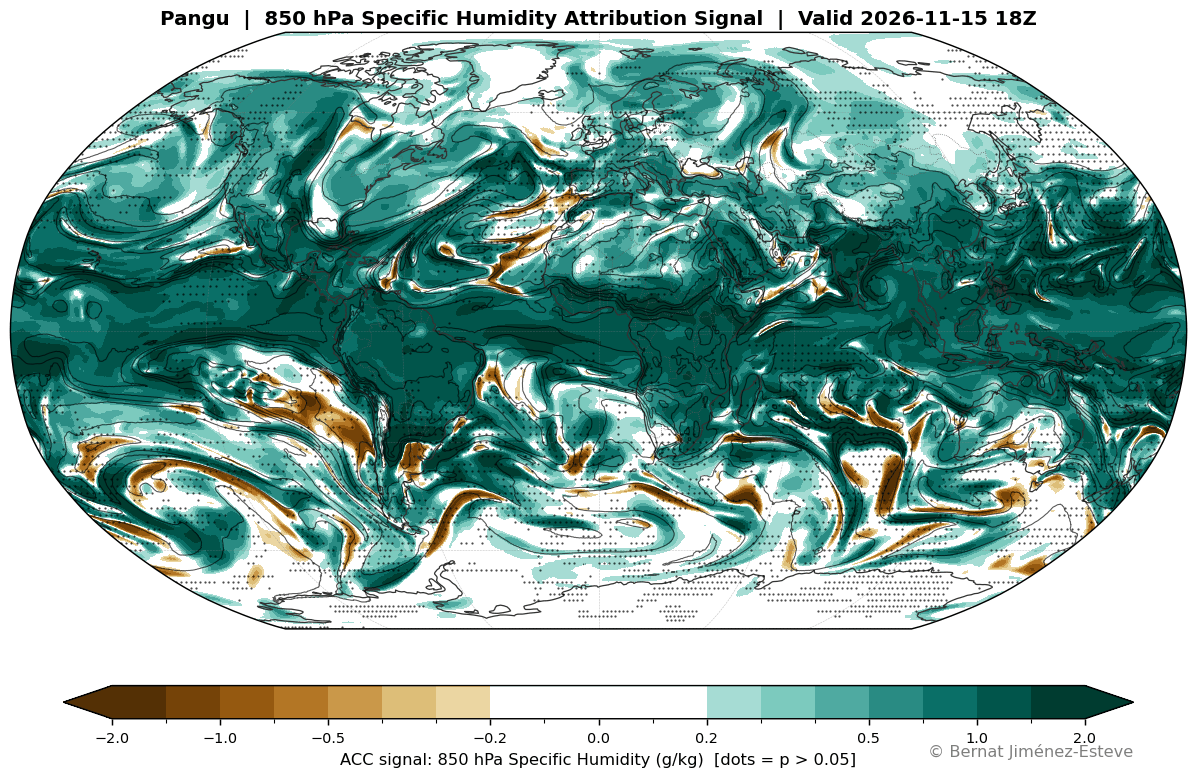 Pangu | 850 hPa Specific Humidity Attribution Signal | Valid 2026-11-15 18Z
−2.0 −1.0 −0.5 −0.2 0.0 0.2 0.5 1.0 2.0
ACC signal: 850 hPa Specific Humidity (g/kg) [dots = p > 0.05]
© Bernat Jiménez-Esteve